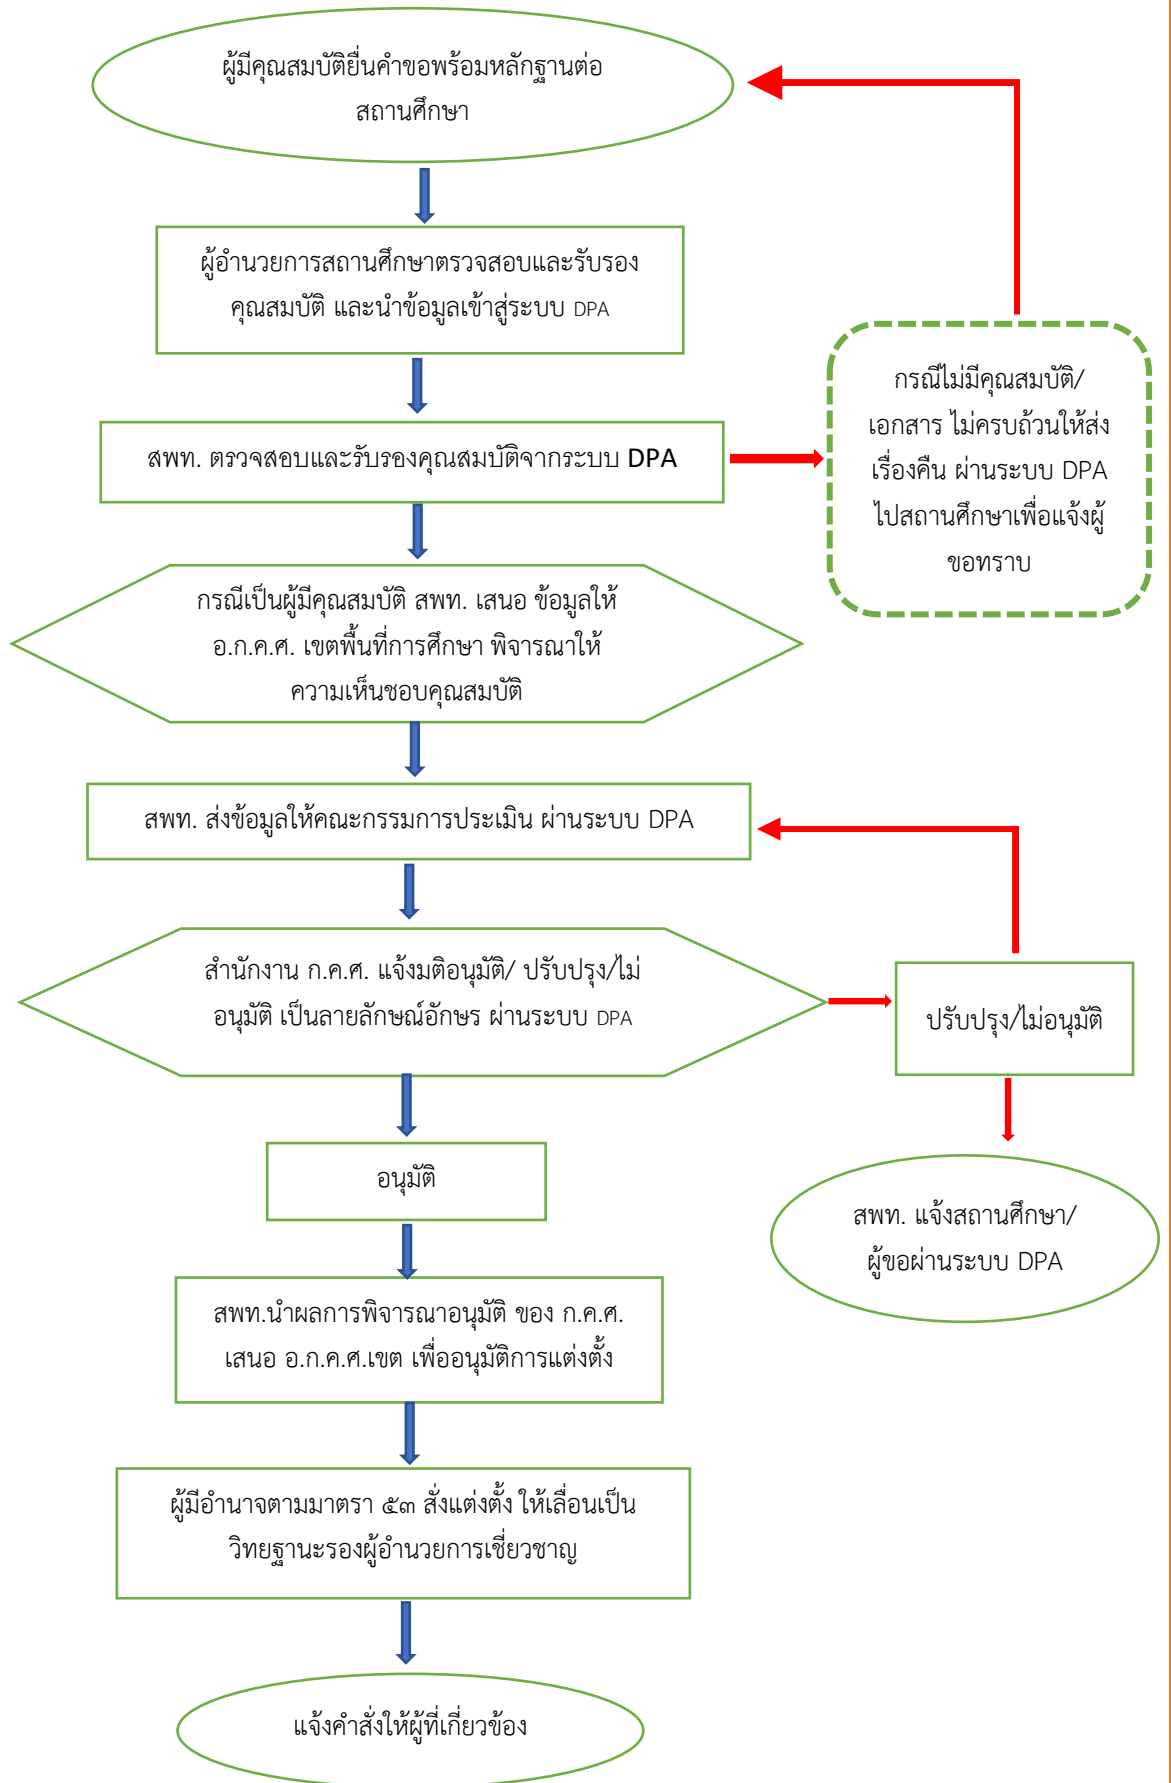 ผู้มีคุณสมบัติยื่นคำขอพร้อมหลักฐานต่อ
สถานศึกษา
ผู้อำนวยการสถานศึกษาตรวจสอบและรับรอง
คุณสมบัติ และนำข้อมูลเข้าสู่ระบบ DPA
สพท. ตรวจสอบและรับรองคุณสมบัติจากระบบ DPA
กรณีไม่มีคุณสมบัติ/
เอกสาร ไม่ครบถ้วนให้ส่ง
เรื่องคืน ผ่านระบบ DPA
ไปสถานศึกษาเพื่อแจ้งผู้
ขอทราบ
กรณีเป็นผู้มีคุณสมบัติ สพท. เสนอ ข้อมูลให้
อ.ก.ค.ศ. เขตพื้นที่การศึกษา พิจารณาให้
ความเห็นชอบคุณสมบัติ
สพท. ส่งข้อมูลให้คณะกรรมการประเมิน ผ่านระบบ DPA
สำนักงาน ก.ค.ศ. แจ้งมติอนุมัติ/ ปรับปรุง/ไม่
อนุมัติ เป็นลายลักษณ์อักษร ผ่านระบบ DPA
ปรับปรุง/ไม่อนุมัติ
อนุมัติ
สพท. แจ้งสถานศึกษา/
ผู้ขอผ่านระบบ DPA
สพท.นำผลการพิจารณาอนุมัติ ของ ก.ค.ศ.
เสนอ อ.ก.ค.ศ.เขต เพื่ออนุมัติการแต่งตั้ง
ผู้มีอำนาจตามมาตรา ๕๓ สั่งแต่งตั้ง ให้เลื่อนเป็น
วิทยฐานะรองผู้อำนวยการเชี่ยวชาญ
แจ้งคำสั่งให้ผู้ที่เกี่ยวข้อง